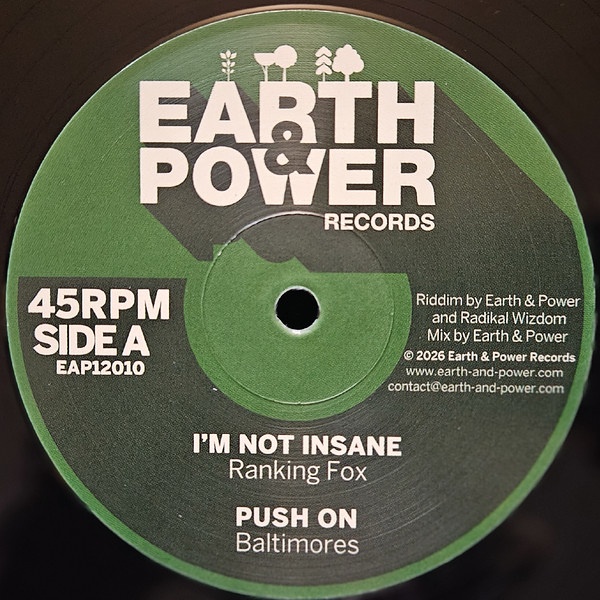 EARTH
&
POWER
RECORDS
45RPM
SIDE A
EAP12010
Riddim by Earth & Power
and Radikal Wizdom
Mix by Earth & Power
© 2026 Earth & Power Records
www.earth-and-power.com
contact@earth-and-power.com
I'M NOT INSANE
Ranking Fox
PUSH ON
Baltimores